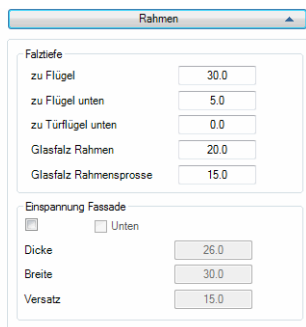 Rahmen
Falztiefe
zu Flügel 30.0
zu Flügel unten 5.0
zu Türflügel unten 0.0
Glasfalz Rahmen 20.0
Glasfalz Rahmensprosse 15.0
Einspannung Fassade
Unten
Dicke 26.0
Breite 30.0
Versatz 15.0